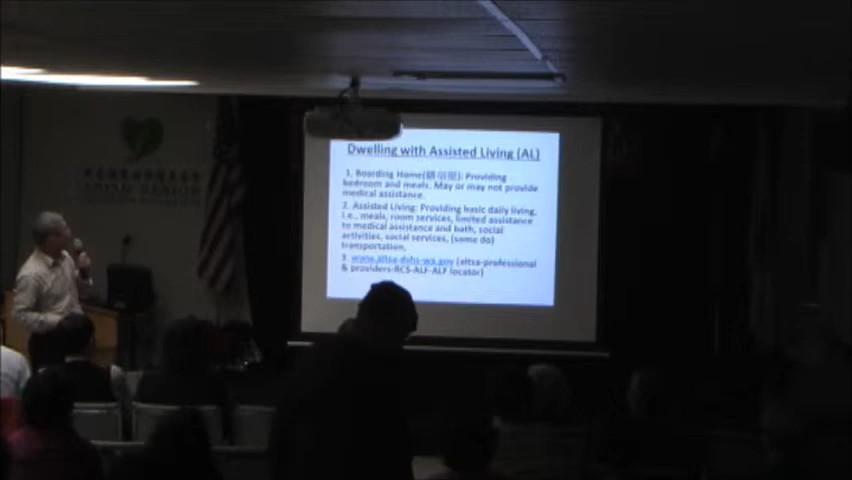 Dwelling with Assisted Living (AL)
1. Boarding Home( ): Providing
bedroom and meals. May or may not provide
medical assistance.
2. Assisted Living: Providing basic daily living,
i.e., meals, room services, limited assistance
to medical assistance and bath, social
activities, social services, (some do)
transportation.
3. www.altsa-dshs-wa.gov (altsa-professional
& providers-RCS-ALF-ALF locator)